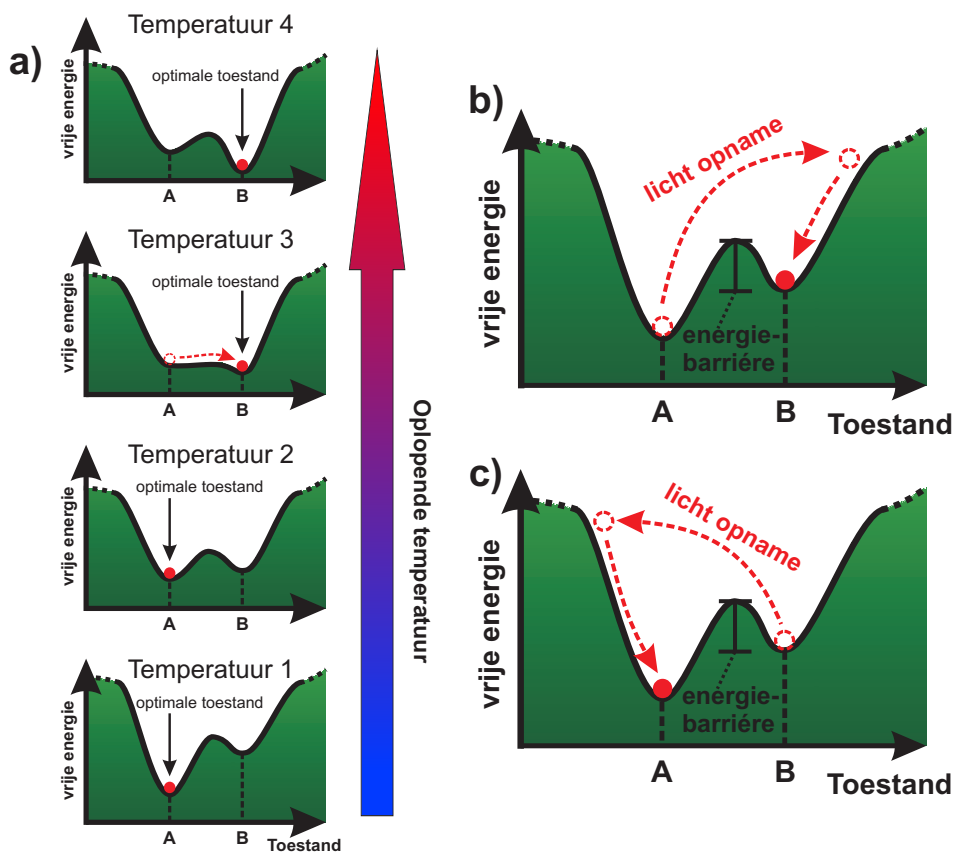 a)
Temperatuur 4
vrije energie
optimale toestand
A
B
Temperatuur 3
vrije energie
optimale toestand
A
B
Temperatuur 2
vrije energie
optimale toestand
A
B
Temperatuur 1
vrije energie
optimale toestand
A
B
Toestand
Oplopende temperatuur
b)
vrije energie
licht opname
energie-
barriére
A
B
Toestand
c)
vrije energie
licht opname
energie-
barriére
A
B
Toestand